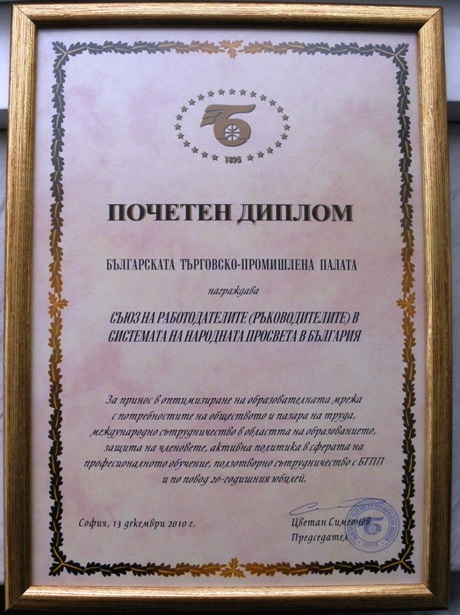 1895
ПОЧЕТЕН ДИПЛОМ
БЪЛГАРСКАТА ТЪРГОВСКО-ПРОМИШЛЕНА ПАЛАТА
награждава
СЪЮЗ НА РАБОТОДАТЕЛИТЕ (РЪКОВОДИТЕЛИТЕ) В
СИСТЕМАТА НА НАРОДНАТА ПРОСВЕТА В БЪЛГАРИЯ
За принос в оптимизиране на образователната мрежа
с потребностите на обществото и пазара на труда,
международно сътрудничество в областта на образованието,
защита на членовете, активна политика в сферата на
професионалното обучение, ползотворно сътрудничество с БТПП
и по повод 20-годишния юбилей.
София, 13 декември 2010 г.
Цветан Симеонов
Председател